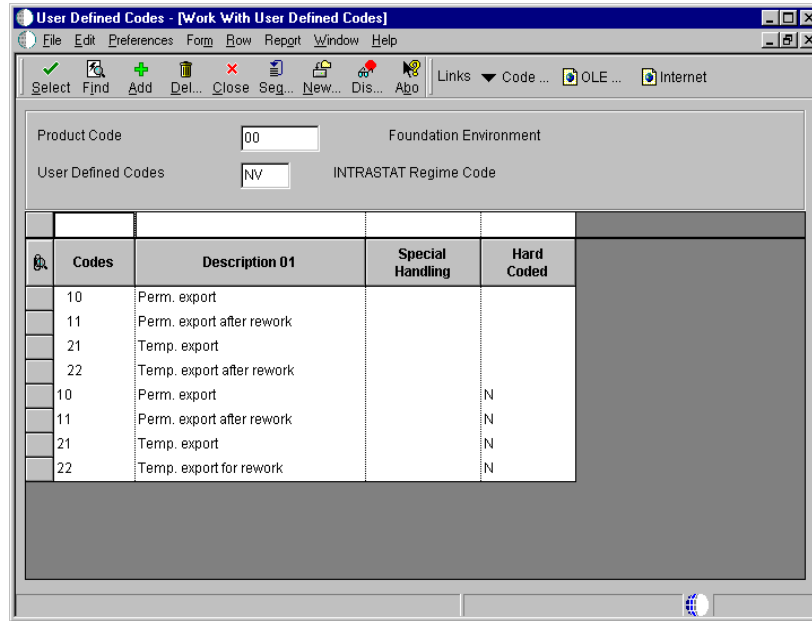 User Defined Codes - [Work With User Defined Codes]
File Edit Preferences Form Row Report Window Help
Select Find Add Del... Close Seq... New... Dis... Abo Links Code ... OLE ... Internet
Product Code 00 Foundation Environment
User Defined Codes NV INTRASTAT Regime Code
Codes Description 01 Special Handling Hard Coded
10 Perm. export
11 Perm. export after rework
21 Temp. export
22 Temp. export after rework
10 Perm. export N
11 Perm. export after rework N
21 Temp. export N
22 Temp. export for rework N